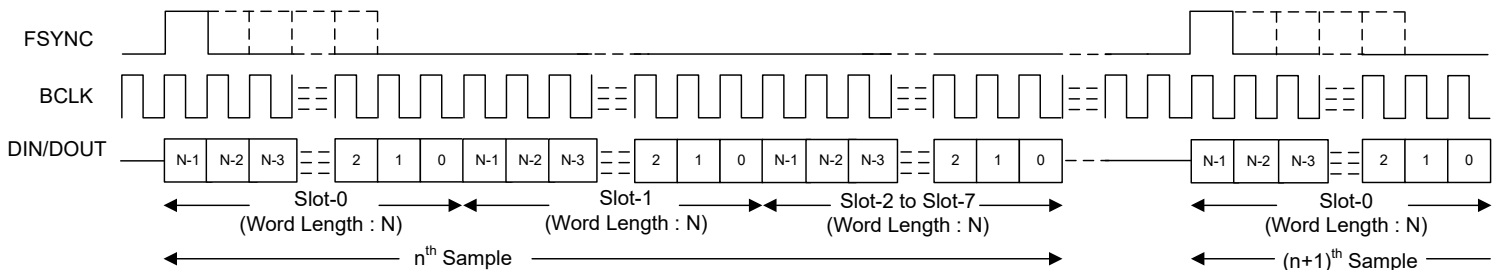 FSYNC
BCLK
DIN/DOUT
N-1 N-2 N-3 2 1 0 N-1 N-2 N-3 2 1 0 N-1 N-2 N-3 2 1 0 N-1 N-2 N-3 2 1 0
Slot-0 Slot-1 Slot-2 to Slot-7 Slot-0
(Word Length : N) (Word Length : N) (Word Length : N) (Word Length : N)
nth Sample (n+1)th Sample